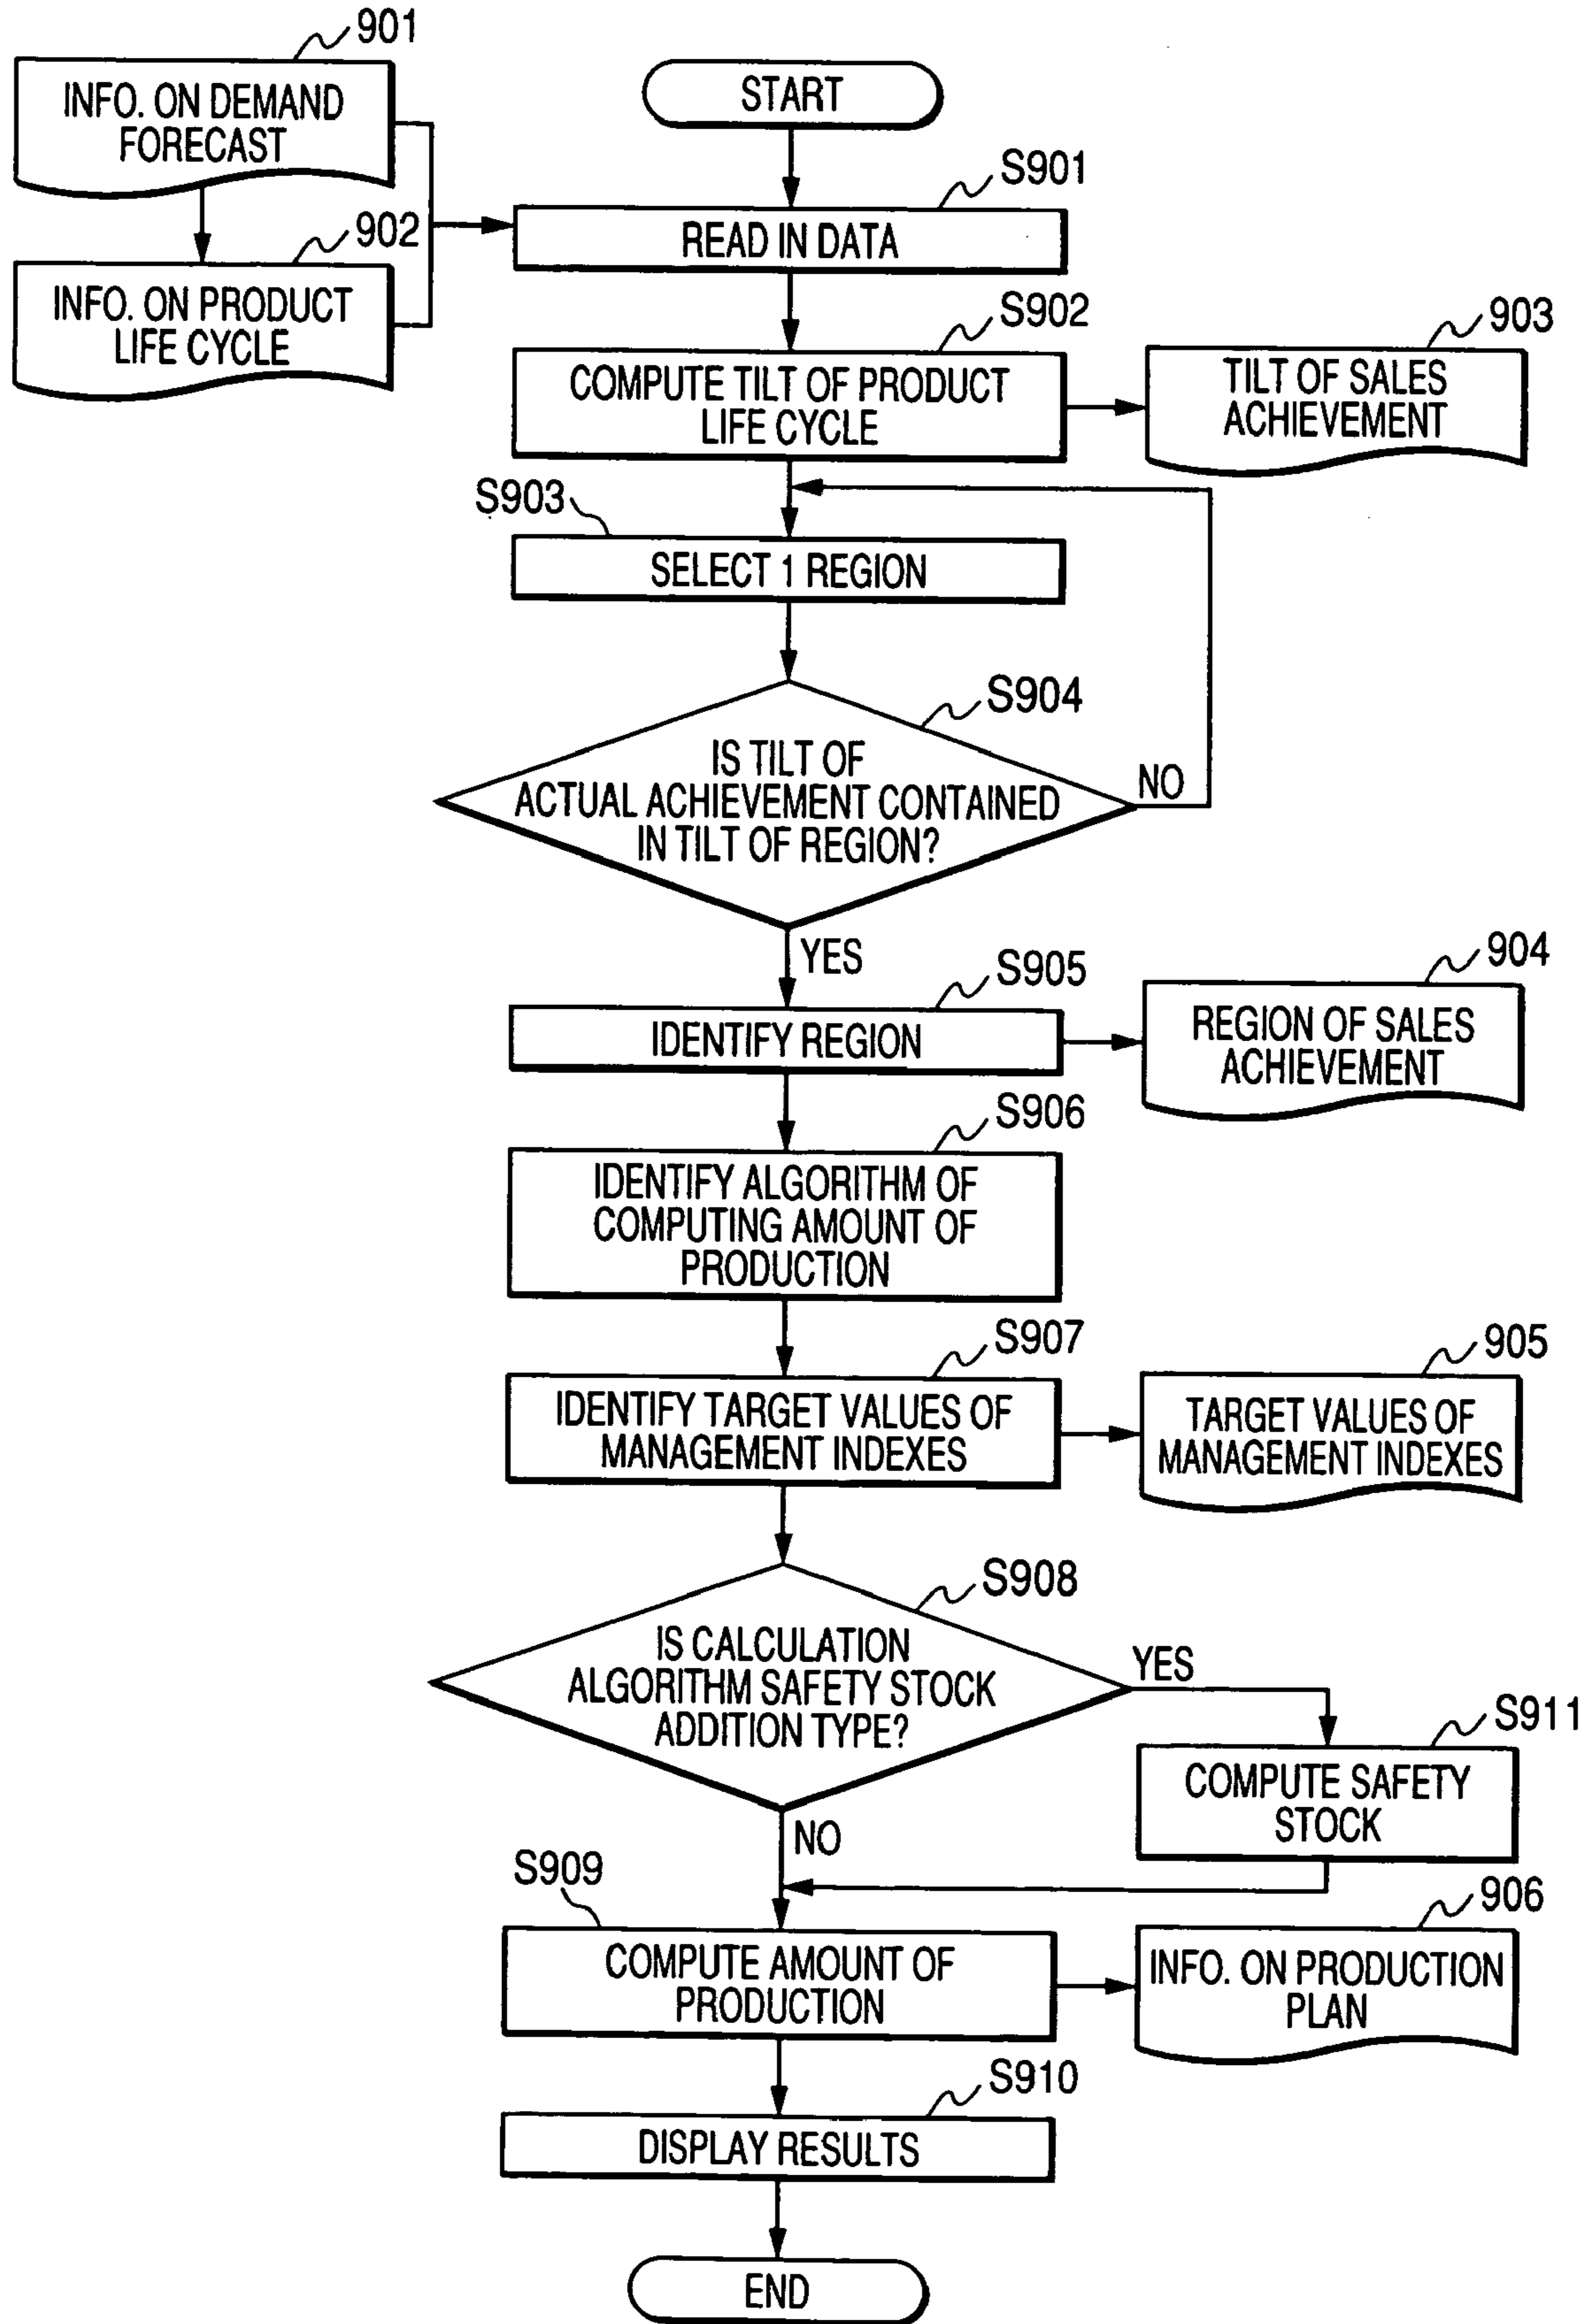 901
INFO. ON DEMAND
FORECAST
START
S901
READ IN DATA
902
INFO. ON PRODUCT
LIFE CYCLE
S902
COMPUTE TILT OF PRODUCT
LIFE CYCLE
903
TILT OF SALES
ACHIEVEMENT
S903
SELECT 1 REGION
S904
IS TILT OF
ACTUAL ACHIEVEMENT CONTAINED
IN TILT OF REGION?
NO
YES
S905
IDENTIFY REGION
904
REGION OF SALES
ACHIEVEMENT
S906
IDENTIFY ALGORITHM OF
COMPUTING AMOUNT OF
PRODUCTION
S907
IDENTIFY TARGET VALUES OF
MANAGEMENT INDEXES
905
TARGET VALUES OF
MANAGEMENT INDEXES
S908
IS CALCULATION
ALGORITHM SAFETY STOCK
ADDITION TYPE?
YES
S911
COMPUTE SAFETY
STOCK
NO
S909
COMPUTE AMOUNT OF
PRODUCTION
906
INFO. ON PRODUCTION
PLAN
S910
DISPLAY RESULTS
END